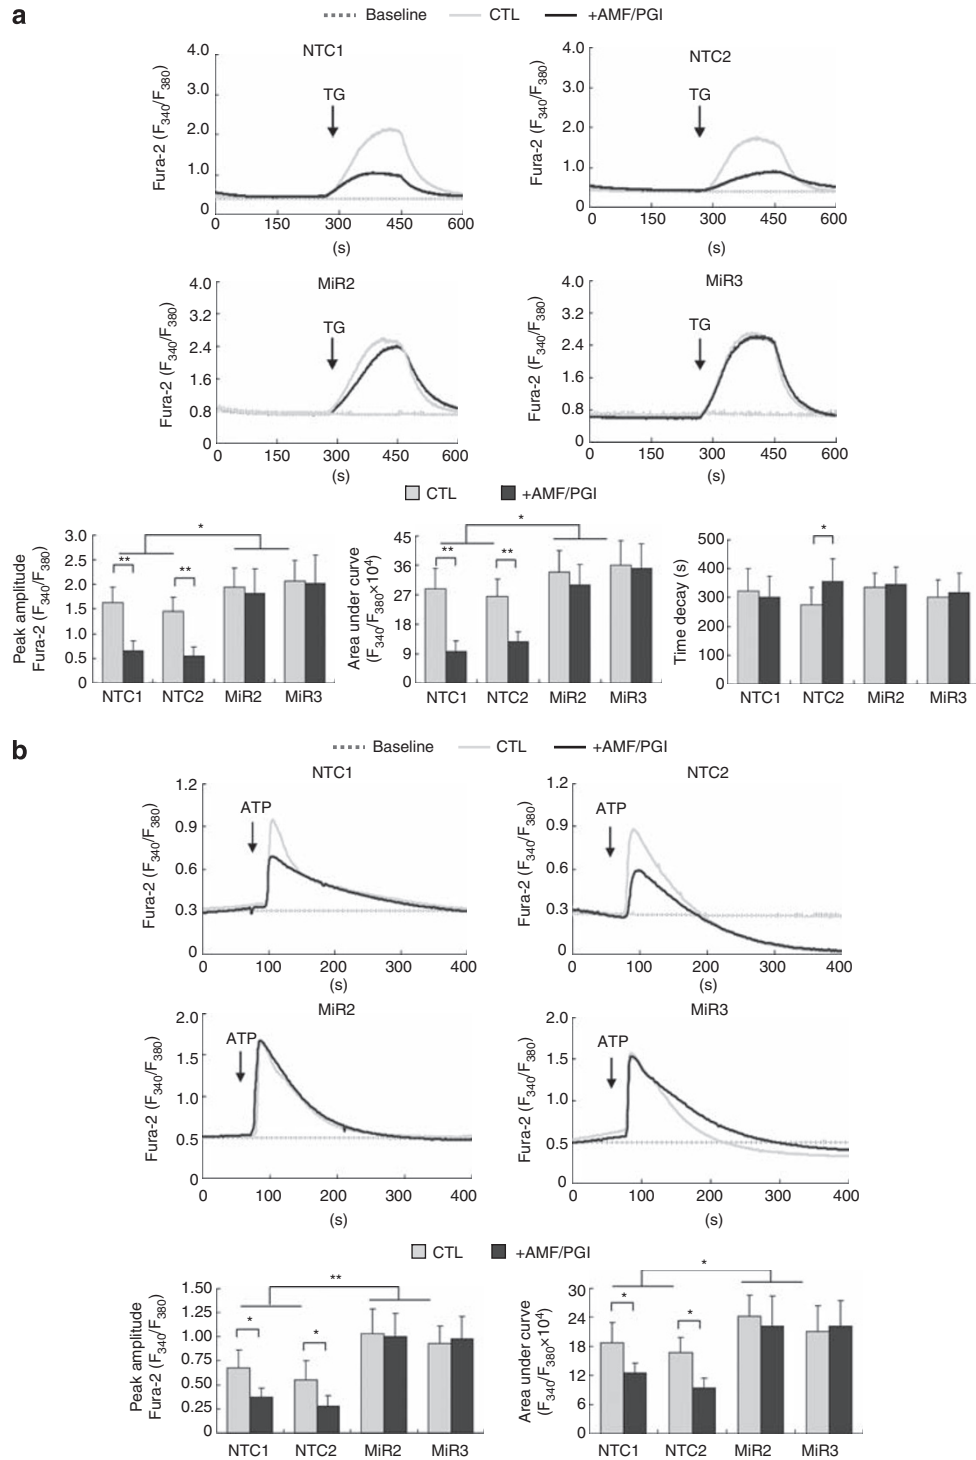 a
Baseline CTL +AMF/PGI
NTC1
Fura-2 (F340/F380)
4.0
3.0
2.0
1.0
0
TG
0 150 300 450 600
(s)
NTC2
Fura-2 (F340/F380)
4.0
3.0
2.0
1.0
0
TG
0 150 300 450 600
(s)
MiR2
Fura-2 (F340/F380)
4.0
3.2
2.4
1.6
0.8
0
TG
0 150 300 450 600
(s)
MiR3
Fura-2 (F340/F380)
4.0
3.2
2.4
1.6
0.8
0
TG
0 150 300 450 600
(s)
CTL +AMF/PGI
Peak amplitude
Fura-2 (F340/F380)
3.0
2.5
2.0
1.5
1.0
0.5
0
*
**
**
NTC1 NTC2 MiR2 MiR3
Area under curve
(F340/F380×10⁴)
45
36
27
18
9
0
*
**
**
NTC1 NTC2 MiR2 MiR3
Time decay (s)
500
400
300
200
100
0
*
NTC1 NTC2 MiR2 MiR3
b
Baseline CTL +AMF/PGI
NTC1
Fura-2 (F340/F380)
1.2
0.9
0.6
0.3
0
ATP
0 100 200 300 400
(s)
NTC2
Fura-2 (F340/F380)
1.2
0.9
0.6
0.3
0
ATP
0 100 200 300 400
(s)
MiR2
Fura-2 (F340/F380)
2.0
1.5
1.0
0.5
0
ATP
0 100 200 300 400
(s)
MiR3
Fura-2 (F340/F380)
2.0
1.5
1.0
0.5
0
ATP
0 100 200 300 400
(s)
CTL +AMF/PGI
Peak amplitude
Fura-2 (F340/F380)
1.50
1.25
1.00
0.75
0.50
0.25
0
**
*
*
NTC1 NTC2 MiR2 MiR3
Area under curve
(F340/F380×10⁴)
30
24
18
12
6
0
*
*
*
NTC1 NTC2 MiR2 MiR3